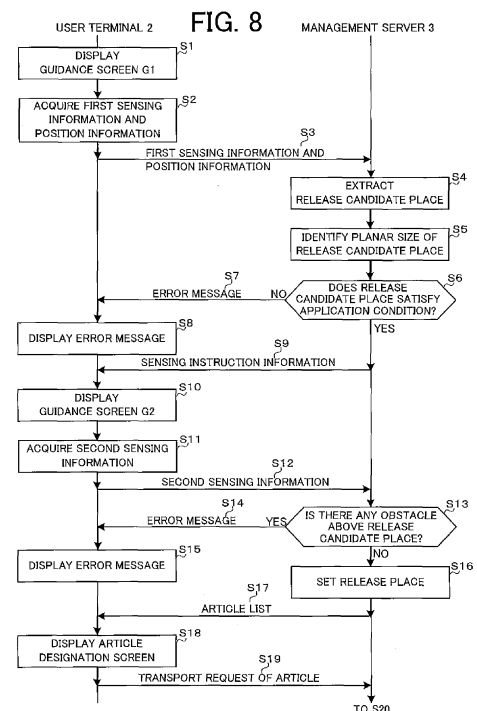 FIG. 8
USER TERMINAL 2
MANAGEMENT SERVER 3
S1
DISPLAY
GUIDANCE SCREEN G1
S2
ACQUIRE FIRST SENSING
INFORMATION AND
POSITION INFORMATION
S3
FIRST SENSING INFORMATION AND
POSITION INFORMATION
S4
EXTRACT
RELEASE CANDIDATE PLACE
S5
IDENTIFY PLANAR SIZE OF
RELEASE CANDIDATE PLACE
S6
DOES RELEASE
CANDIDATE PLACE SATISFY
APPLICATION CONDITION?
S7
ERROR MESSAGE
NO
YES
S8
DISPLAY ERROR MESSAGE
S9
SENSING INSTRUCTION INFORMATION
S10
DISPLAY
GUIDANCE SCREEN G2
S11
ACQUIRE SECOND SENSING
INFORMATION
S12
SECOND SENSING INFORMATION
S13
IS THERE ANY OBSTACLE
ABOVE RELEASE
CANDIDATE PLACE?
S14
ERROR MESSAGE
YES
NO
S15
DISPLAY ERROR MESSAGE
S16
SET RELEASE PLACE
S17
ARTICLE LIST
S18
DISPLAY ARTICLE
DESIGNATION SCREEN
S19
TRANSPORT REQUEST OF ARTICLE
TO S20